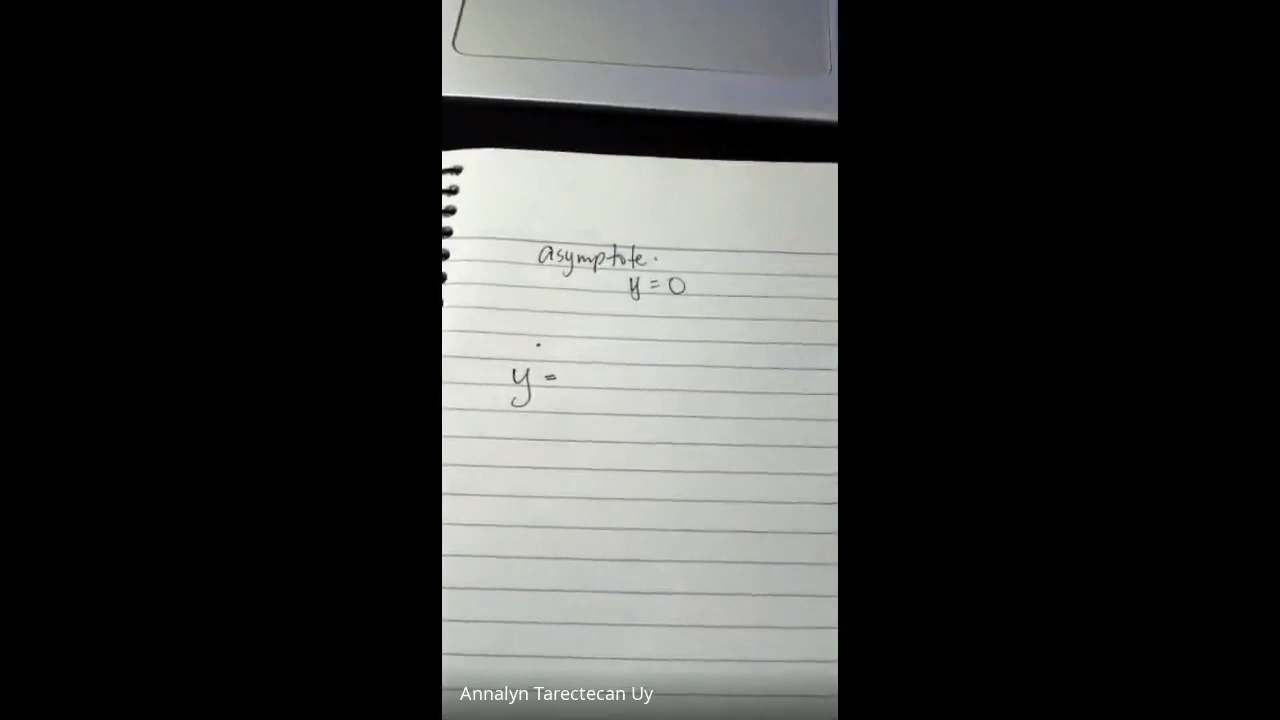 asymptote.
y = 0
y =
Annalyn Tarectecan Uy